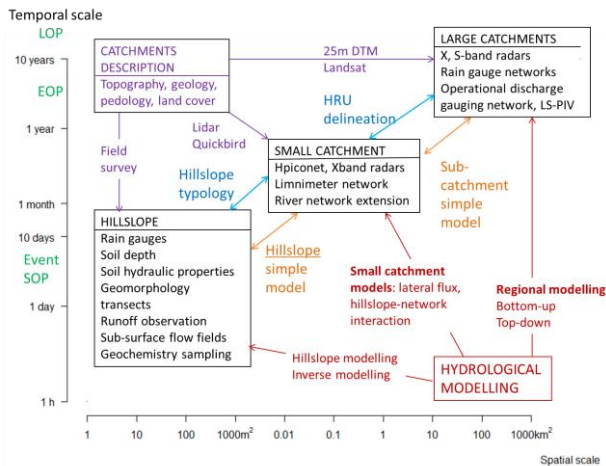 Temporal scale
LOP
10 years
EOP
1 year
1 month
10 days
Event
SOP
1 day
1 h
CATCHMENTS
DESCRIPTION
Topography, geology,
pedology, land cover
25m DTM
Landsat
LARGE CATCHMENTS
X, S-band radars
Rain gauge networks
Operational discharge
gauging network, LS-PIV
HRU
delineation
Lidar
Quickbird
Field
survey
Hillslope
typology
SMALL CATCHMENT
Hpiconet, Xband radars
Limnimeter network
River network extension
Sub-
catchment
simple
model
HILLSLOPE
Rain gauges
Soil depth
Soil hydraulic properties
Geomorphology
transects
Runoff observation
Sub-surface flow fields
Geochemistry sampling
Hillslope
simple
model
Small catchment
models: lateral flux,
hillslope-network
interaction
Regional modelling
Bottom-up
Top-down
Hillslope modelling
Inverse modelling
HYDROLOGICAL
MODELLING
1 10 100 1000m2 0.01 0.1 1 10 100 1000km2
Spatial scale